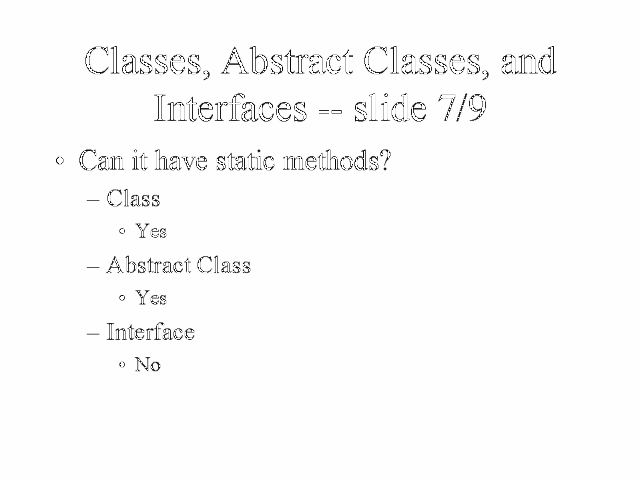 Classes, Abstract Classes, and
Interfaces -- slide 7/9
• Can it have static methods?
– Class
• Yes
– Abstract Class
• Yes
– Interface
• No